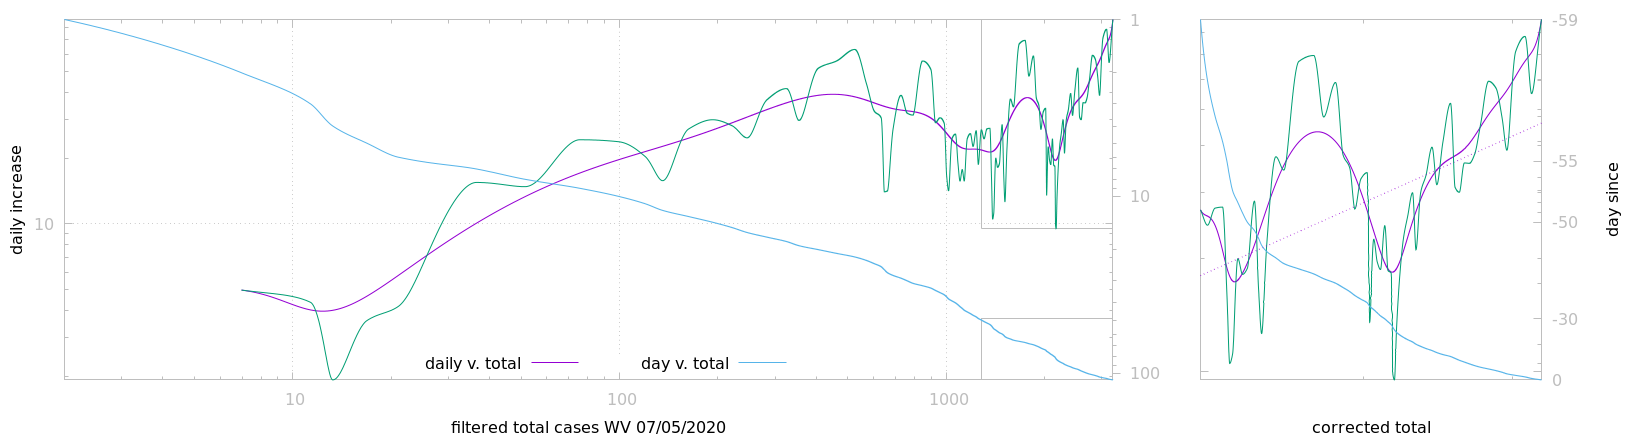 daily increase
10
daily v. total
day v. total
10
100
1000
filtered total cases WV 07/05/2020
1
10
100
corrected total
-59
-55
-50
-30
0
day since